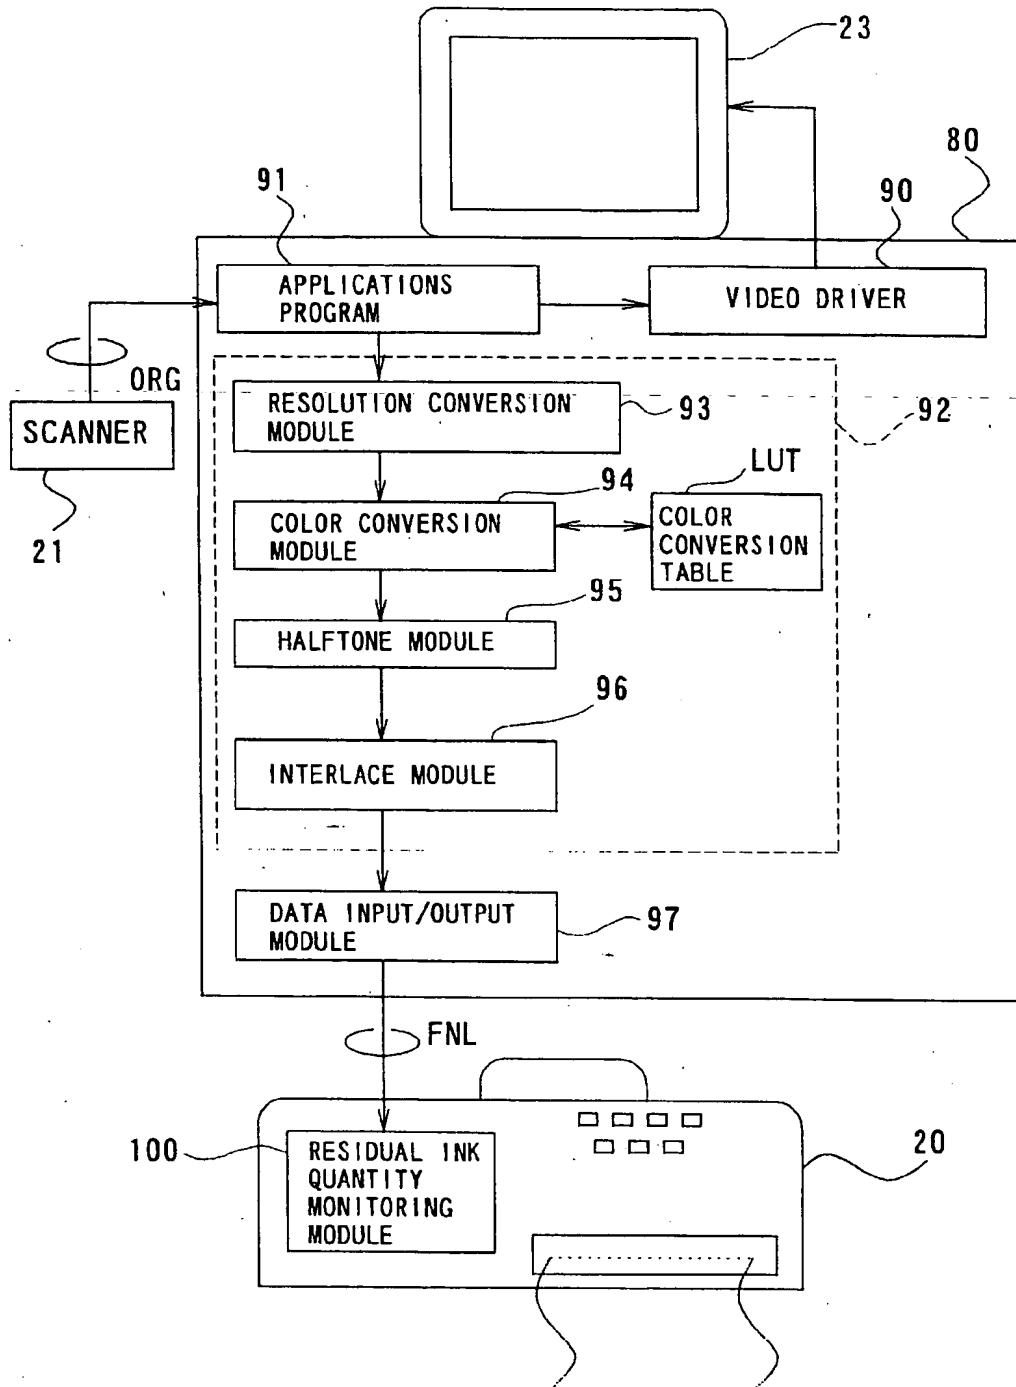 23
80
91
90
APPLICATIONS
PROGRAM
VIDEO DRIVER
ORG
RESOLUTION CONVERSION
MODULE
93
92
SCANNER
21
94
LUT
COLOR CONVERSION
MODULE
COLOR
CONVERSION
TABLE
95
HALFTONE MODULE
96
INTERLACE MODULE
DATA INPUT/OUTPUT
MODULE
97
FNL
100
RESIDUAL INK
QUANTITY
MONITORING
MODULE
20